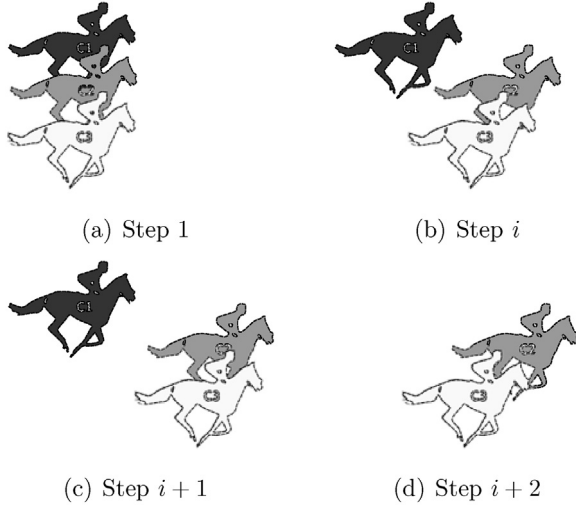 C1
C2
C3
C1
C2
C3
(a) Step 1
(b) Step i
C1
C2
C3
C2
C3
(c) Step i + 1
(d) Step i + 2